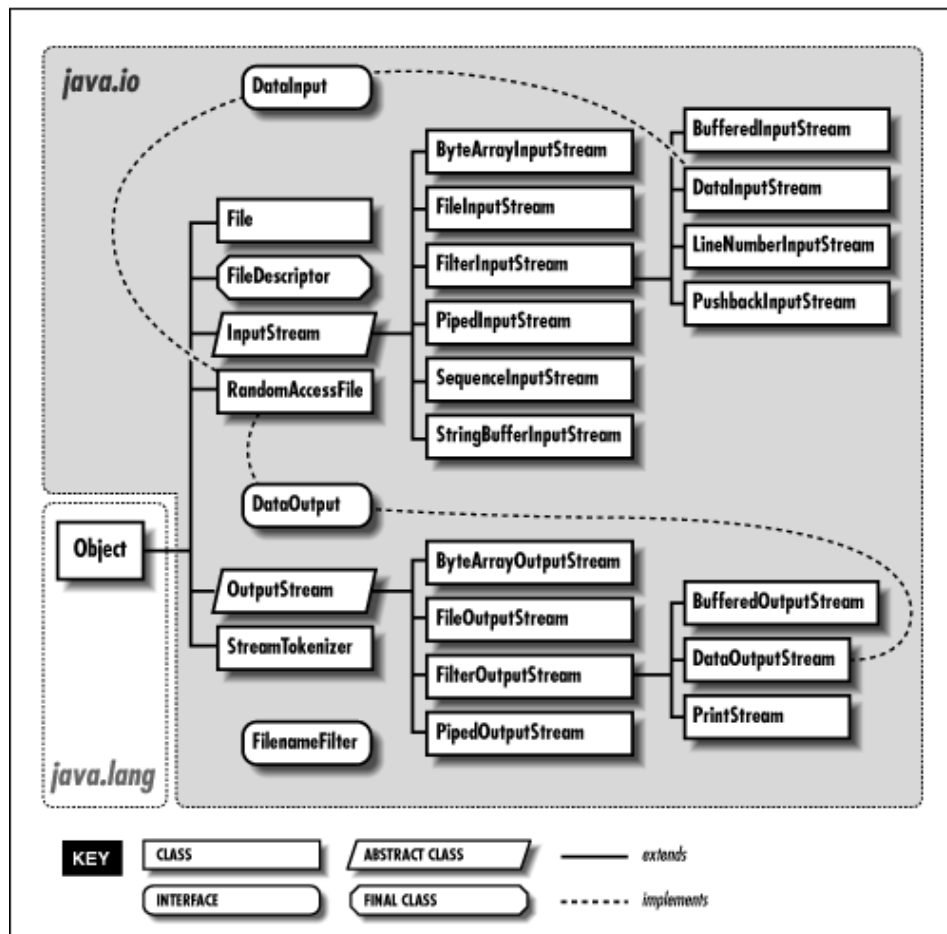 java.io
DataInput
File
FileDescriptor
InputStream
RandomAccessFile
ByteArrayInputStream
FileInputStream
FilterInputStream
PipedInputStream
SequenceInputStream
StringBufferInputStream
BufferedInputStream
DataInputStream
LineNumberInputStream
PushbackInputStream
DataOutput
Object
java.lang
OutputStream
StreamTokenizer
FilenameFilter
ByteArrayOutputStream
FileOutputStream
FilterOutputStream
PipedOutputStream
BufferedOutputStream
DataOutputStream
PrintStream
KEY
CLASS
ABSTRACT CLASS
extends
INTERFACE
FINAL CLASS
implements